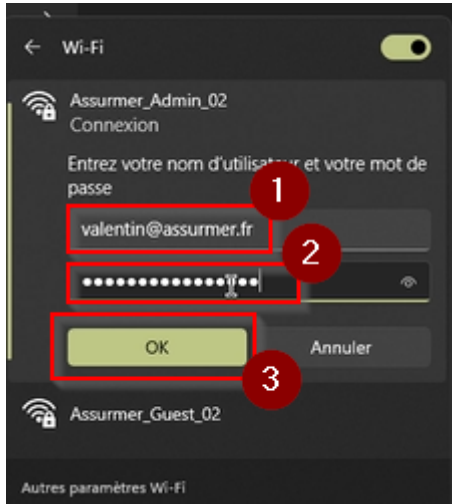 Wi-Fi
Assurmer_Admin_02
Connexion
Entrez votre nom d'utilisateur et votre mot de
passe
1
valentin@assurmer.fr
2
••••••••••••••••
OK
Annuler
3
Assurmer_Guest_02
Autres paramètres Wi-Fi